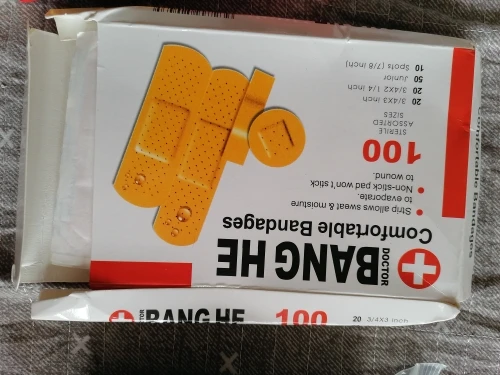 DOCTOR
BANG HE
Comfortable Bandages
Strip allows sweat & moisture
to evaporate.
Non-stick pad won't stick
to wound.
100
STERILE
ASSORTED
SIZES
20 3/4X3 inch
20 3/4X2 1/4 inch
50 Junior
10 Spots (7/8 inch)
Comfortable Bandages
BANG HE
100
20 3/4X3 inch